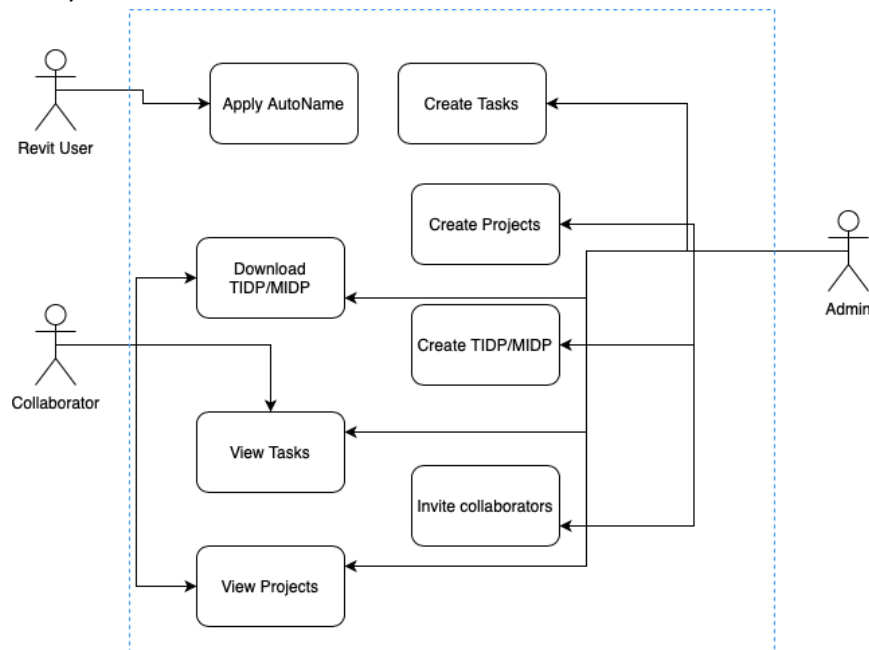 Apply AutoName
Create Tasks
Revit User
Create Projects
Download
TIDP/MIDP
Admin
Create TIDP/MIDP
Collaborator
View Tasks
Invite collaborators
View Projects